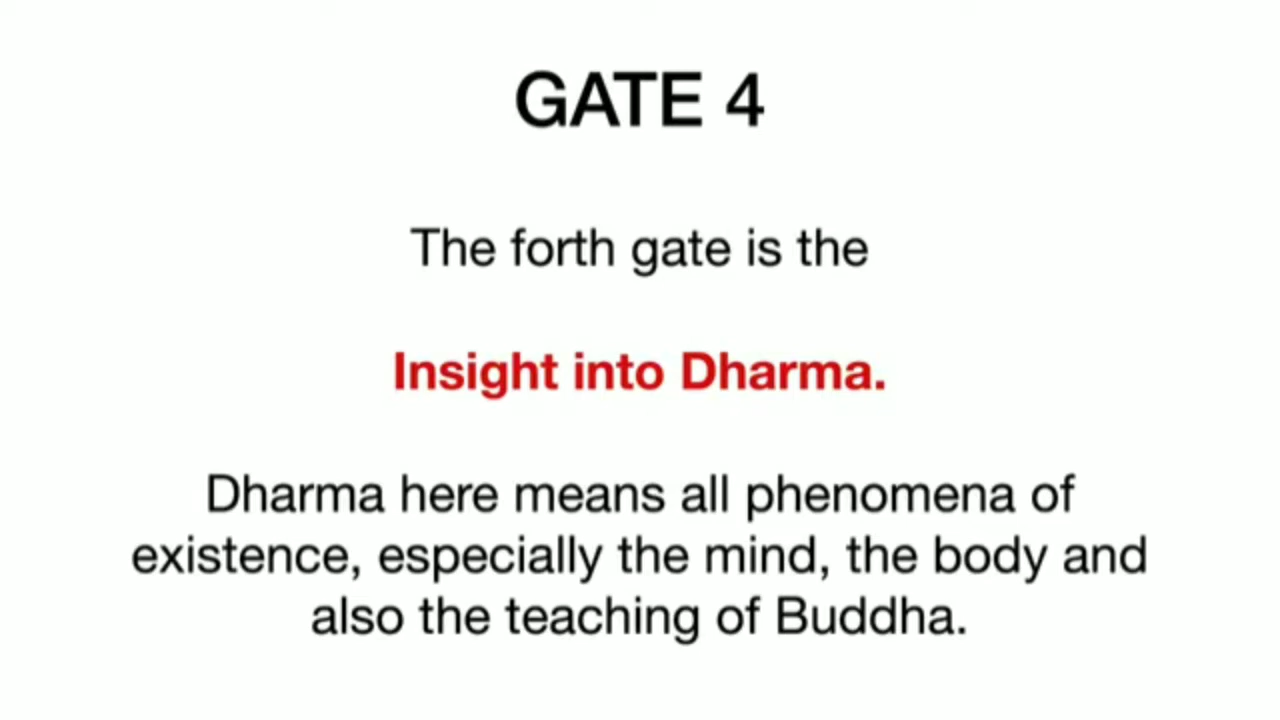 GATE 4
The forth gate is the
Insight into Dharma.
Dharma here means all phenomena of
existence, especially the mind, the body and
also the teaching of Buddha.